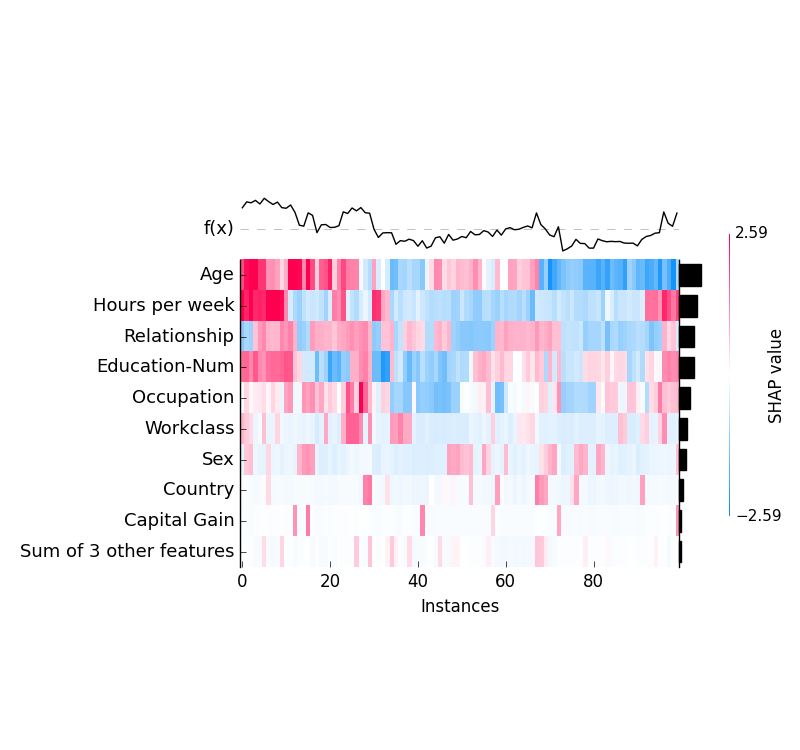 f(x)
2.59
Age
Hours per week
Relationship
Education-Num
Occupation
Workclass
Sex
Country
Capital Gain
Sum of 3 other features
SHAP value
−2.59
0
20
40
60
80
Instances